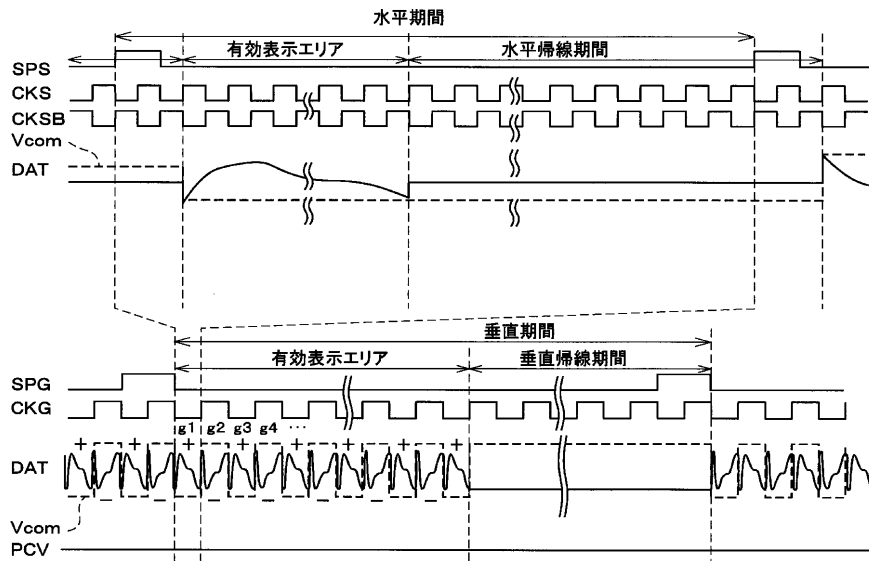 水平期間
有効表示エリア
水平帰線期間
SPS
CKS
CKSB
Vcom
DAT
垂直期間
有効表示エリア
垂直帰線期間
SPG
CKG
g1 g2 g3 g4 …
+ + + + + + +
DAT
− − − − − −
Vcom
PCV